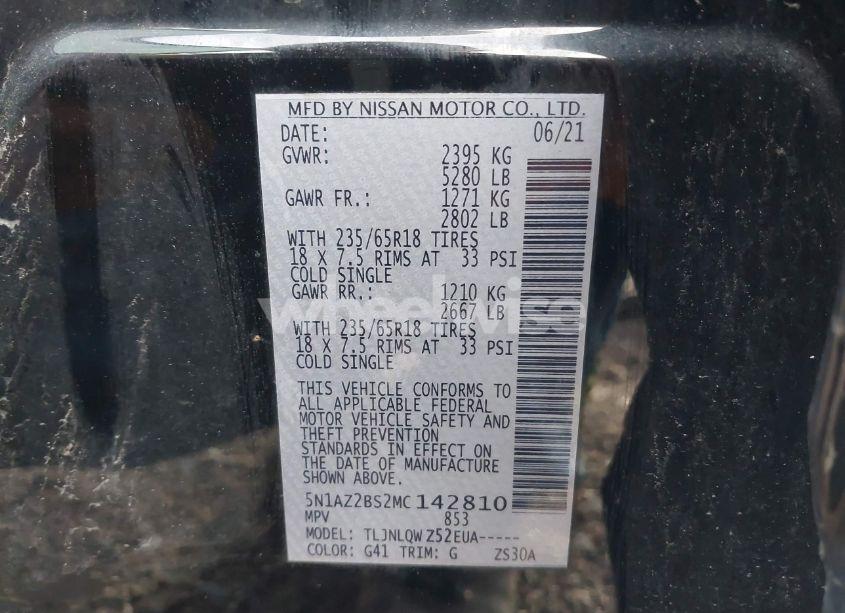 MFD BY NISSAN MOTOR CO., LTD.
DATE: 06/21
GVWR: 2395 KG
5280 LB
GAWR FR.: 1271 KG
2802 LB
WITH 235/65R18 TIRES
18 X 7.5 RIMS AT 33 PSI
COLD SINGLE
GAWR RR.: 1210 KG
2667 LB
wheelwise
WITH 235/65R18 TIRES
18 X 7.5 RIMS AT 33 PSI
COLD SINGLE
THIS VEHICLE CONFORMS TO
ALL APPLICABLE FEDERAL
MOTOR VEHICLE SAFETY AND
THEFT PREVENTION
STANDARDS IN EFFECT ON
THE DATE OF MANUFACTURE
SHOWN ABOVE.
5N1AZ2BS2MC142810
MPV 853
MODEL: TLJNLQW Z52EUA-----
COLOR: G41 TRIM: G ZS30A